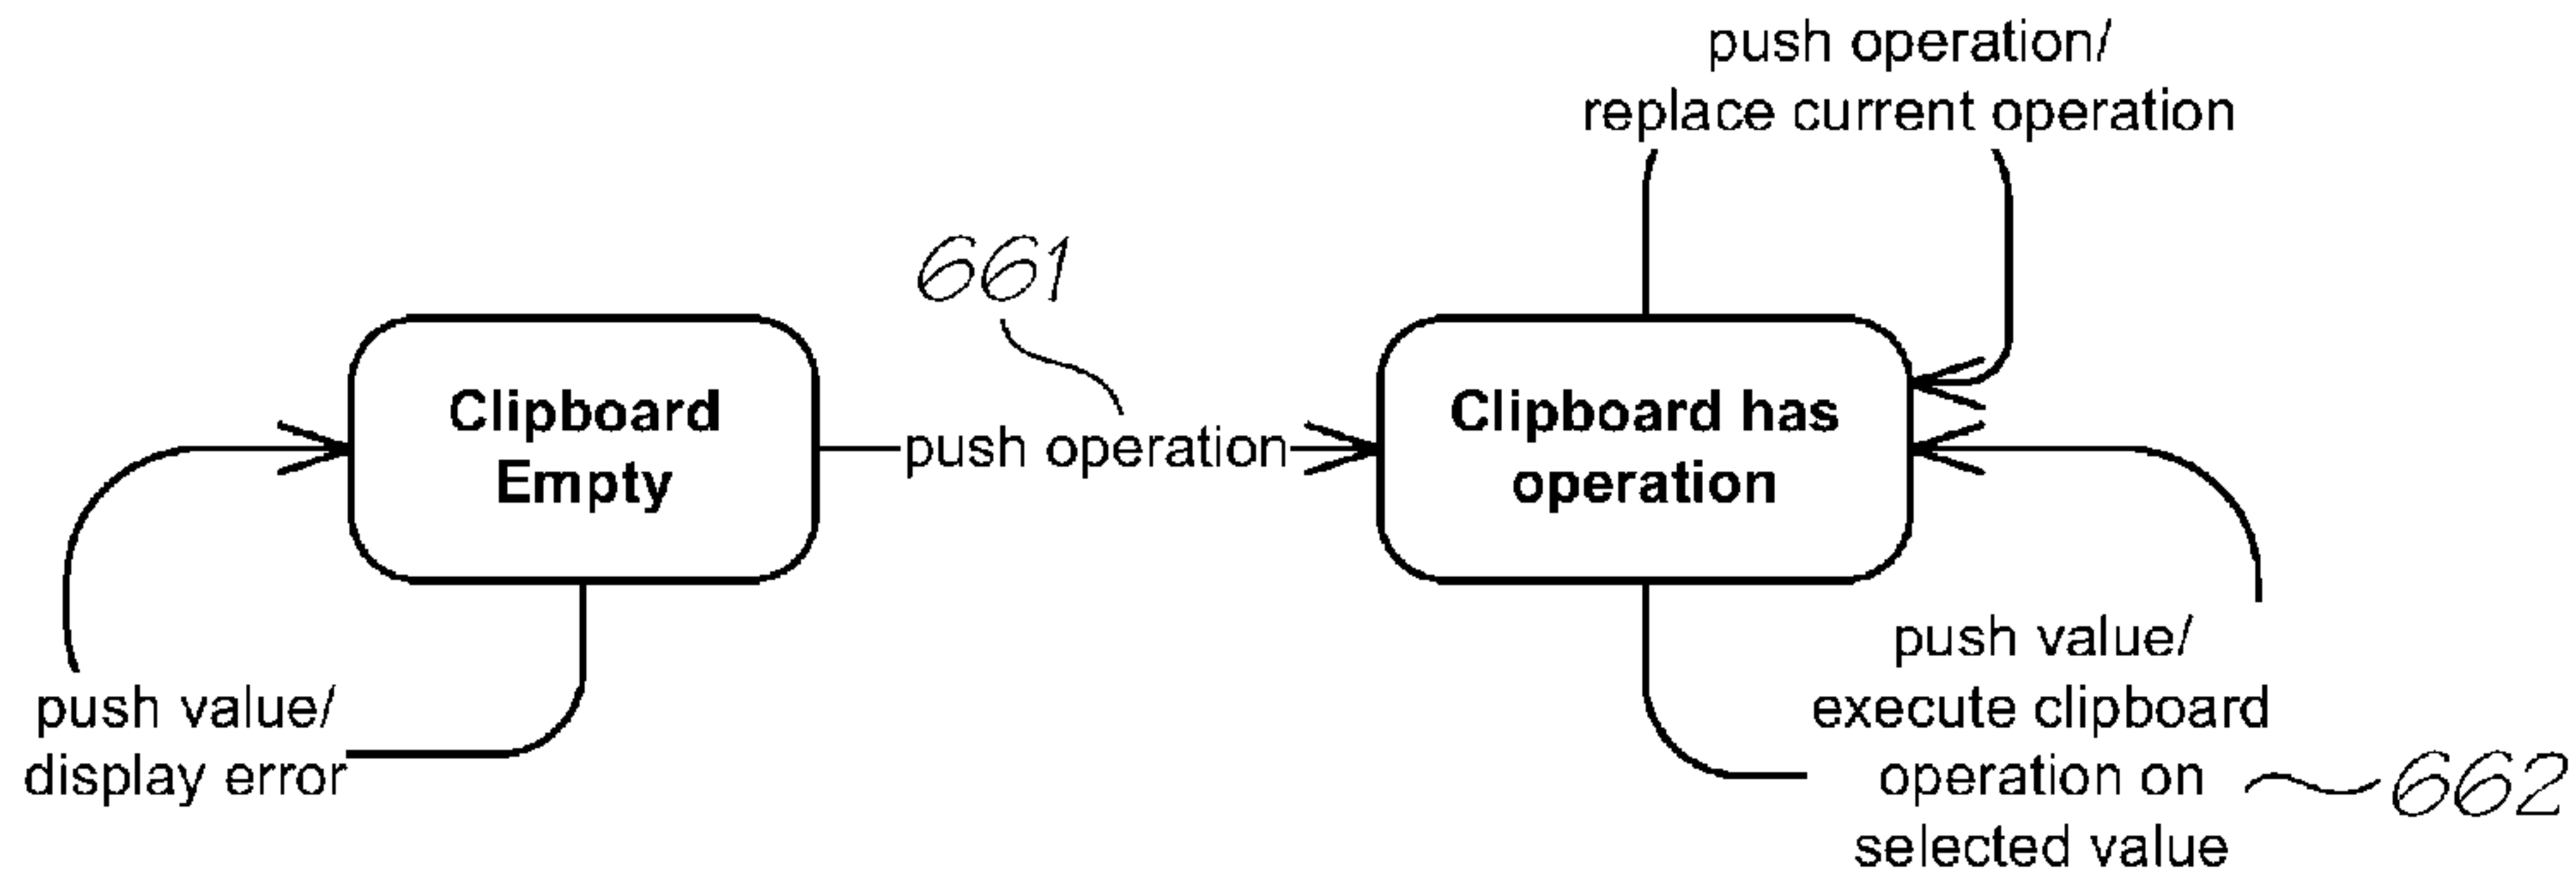 push operation/
replace current operation
661
Clipboard
Empty
push operation
Clipboard has
operation
push value/
display error
push value/
execute clipboard
operation on
selected value
662